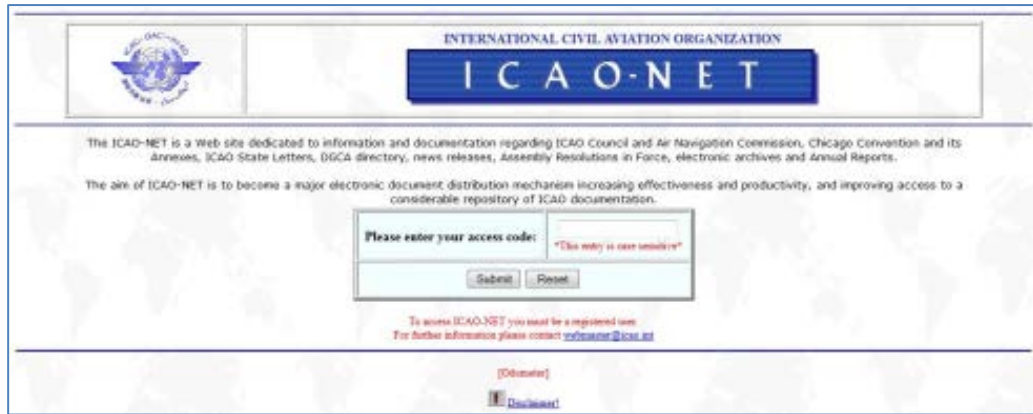 INTERNATIONAL CIVIL AVIATION ORGANIZATION
ICAO-NET
The ICAO-NET is a Web site dedicated to information and documentation regarding ICAO Council and Air Navigation Commission, Chicago Convention and its
Annexes, ICAO State Letters, DGCA directory, news releases, Assembly Resolutions in Force, electronic archives and Annual Reports.
The aim of ICAO-NET is to become a major electronic document distribution mechanism increasing effectiveness and productivity, and improving access to a
considerable repository of ICAO documentation.
Please enter your access code:
*This entry is case sensitive*
Submit Reset
To access ICAO-NET you must be a registered user
For further information please contact webmaster@icao.int
[Odometer]
Disclaimer!